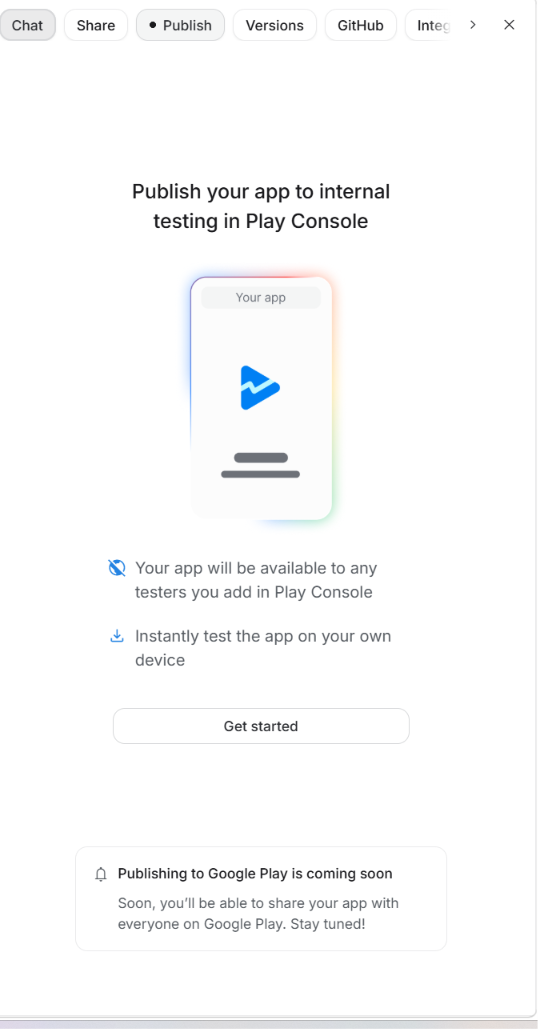 Chat
Share
Publish
Versions
GitHub
Integ
Publish your app to internal
testing in Play Console
Your app
Your app will be available to any
testers you add in Play Console
Instantly test the app on your own
device
Get started
Publishing to Google Play is coming soon
Soon, you’ll be able to share your app with
everyone on Google Play. Stay tuned!